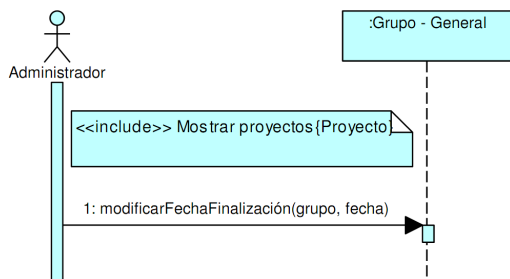 :Grupo - General
Administrador
<<include>> Mostrar proyectos{Proyecto}
1: modificarFechaFinalización(grupo, fecha)